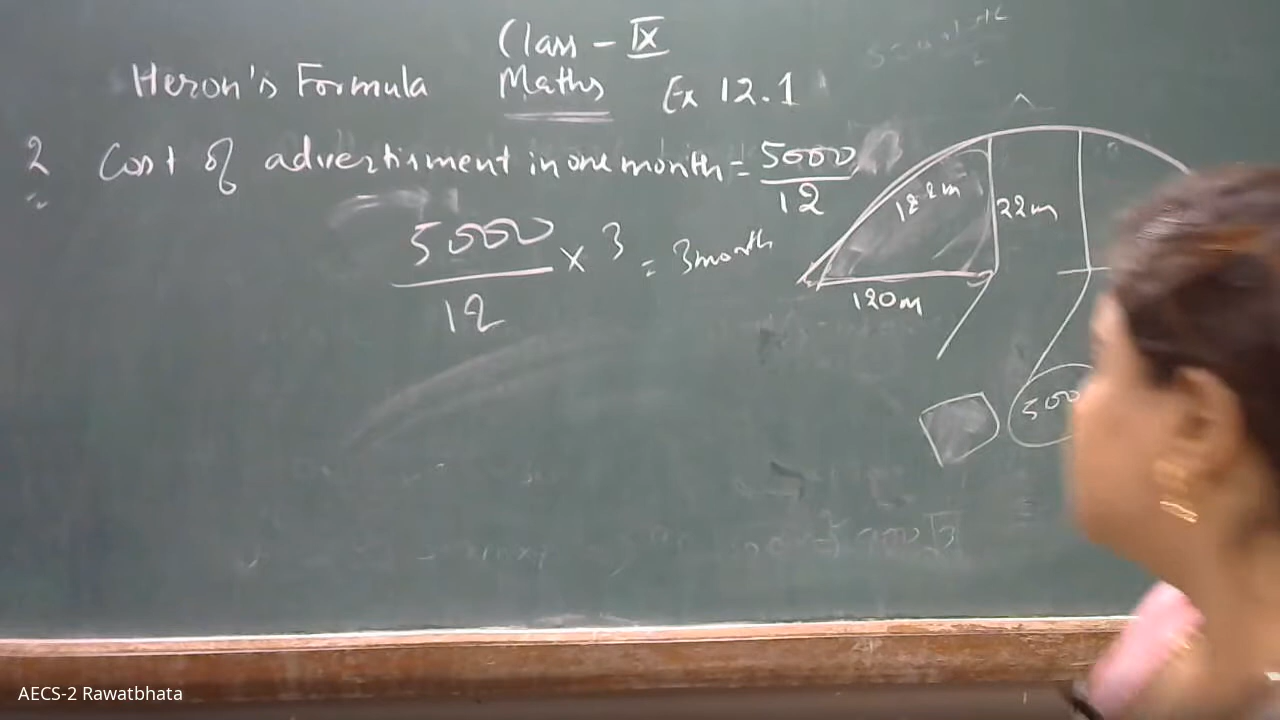 Class - IX
Heron's Formula Maths Ex 12.1
2 Cost of advertisment in one month = 5000/12
5000/12 × 3 = 3 month
122m
22m
120m
500
AECS-2 Rawatbhata